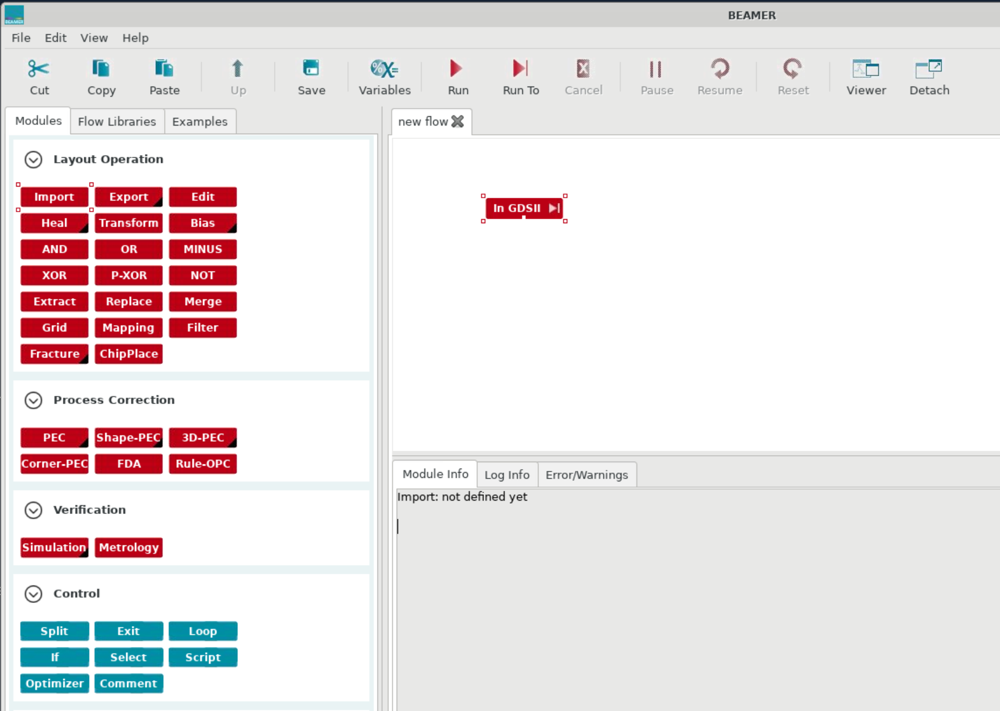 BEAMER
BEAMER
File Edit View Help
Cut Copy Paste Up Save Variables Run Run To Cancel Pause Resume Reset Viewer Detach
Modules Flow Libraries Examples
new flow
Layout Operation
Import Export Edit
In GDSII
Heal Transform Bias
AND OR MINUS
XOR P-XOR NOT
Extract Replace Merge
Grid Mapping Filter
Fracture ChipPlace
Process Correction
PEC Shape-PEC 3D-PEC
Corner-PEC FDA Rule-OPC
Module Info Log Info Error/Warnings
Import: not defined yet
Verification
Simulation Metrology
Control
Split Exit Loop
If Select Script
Optimizer Comment